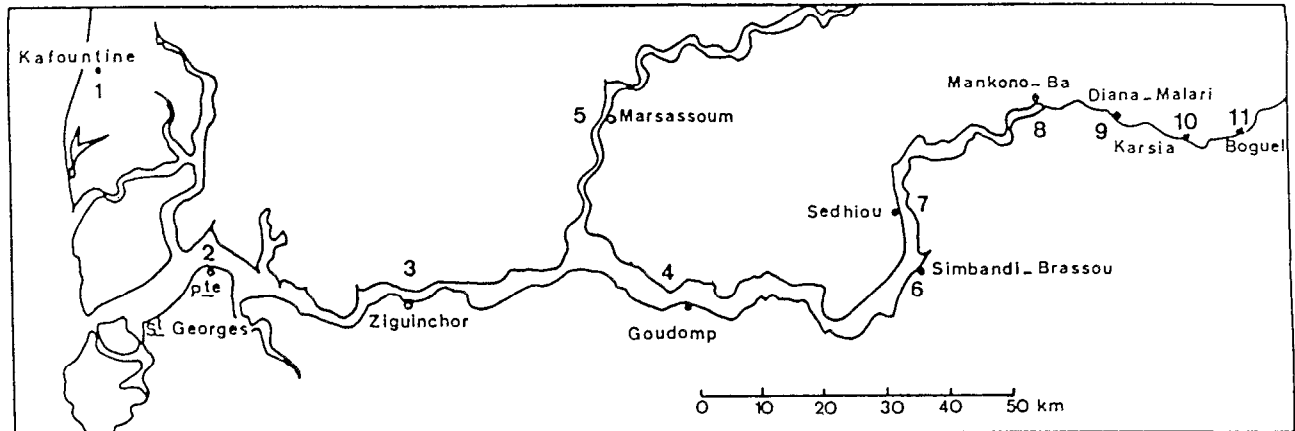 Kafountine
1
5 Marsassoum
Mankono_Ba
8
Diana_Malari
9
Karsia
10
11
Boguel
Sedhiou
7
2
pte
St Georges
3
Ziguinchor
4
Goudomp
Simbandi_Brassou
6
0 10 20 30 40 50 km